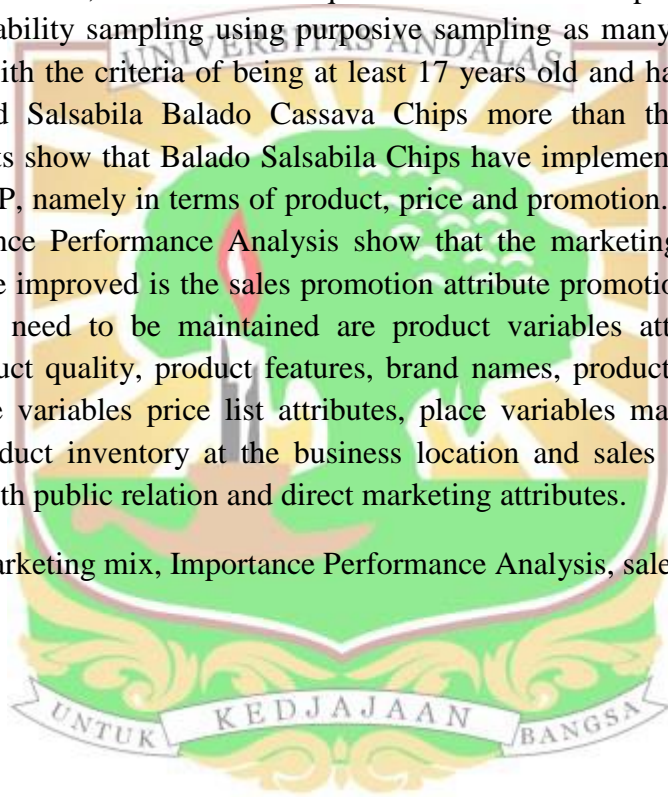 ability sampling using purposive sampling as many
UNIVERSITAS ANDALAS
ith the criteria of being at least 17 years old and ha
d Salsabila Balado Cassava Chips more than th
ts show that Balado Salsabila Chips have implemen
P, namely in terms of product, price and promotion.
nce Performance Analysis show that the marketing
e improved is the sales promotion attribute promotio
need to be maintained are product variables att
uct quality, product features, brand names, product
e variables price list attributes, place variables ma
duct inventory at the business location and sales
th public relation and direct marketing attributes.
arketing mix, Importance Performance Analysis, sale
UNTUK KEDJAJAAN BANGSA